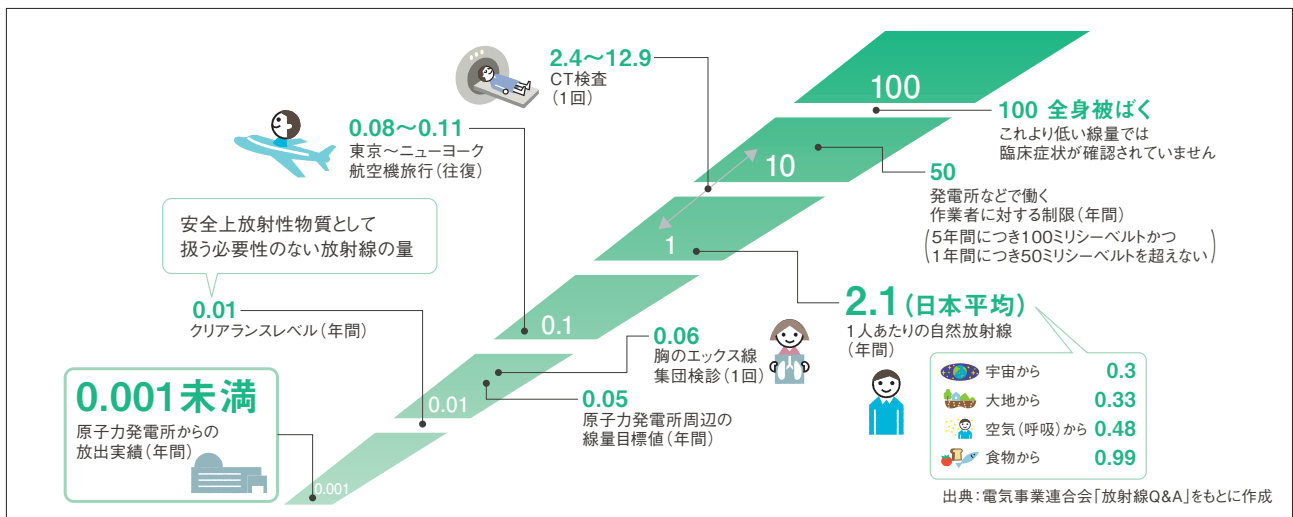 2.4〜12.9
CT検査
（1回）
100
100 全身被ばく
これより低い線量では
臨床症状が確認されていません
0.08〜0.11
東京〜ニューヨーク
航空機旅行（往復）
10
50
発電所などで働く
作業者に対する制限（年間）
（5年間につき100ミリシーベルトかつ
1年間につき50ミリシーベルトを超えない）
安全上放射性物質として
扱う必要性のない放射線の量
1
0.01
クリアランスレベル（年間）
0.1
2.1（日本平均）
1人あたりの自然放射線
（年間）
宇宙から 0.3
大地から 0.33
空気（呼吸）から 0.48
食物から 0.99
0.06
胸のエックス線
集団検診（1回）
0.01
0.05
原子力発電所周辺の
線量目標値（年間）
0.001未満
原子力発電所からの
放出実績（年間）
0.001
出典：電気事業連合会「放射線Q&A」をもとに作成